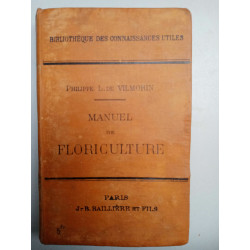 BIBLIOTHÈQUE DES CONNAISSANCES UTILES
PHILIPPE L. DE VILMORIN
MANUEL
DE
FLORICULTURE
PARIS
J.-B. BAILLIÈRE ET FILS